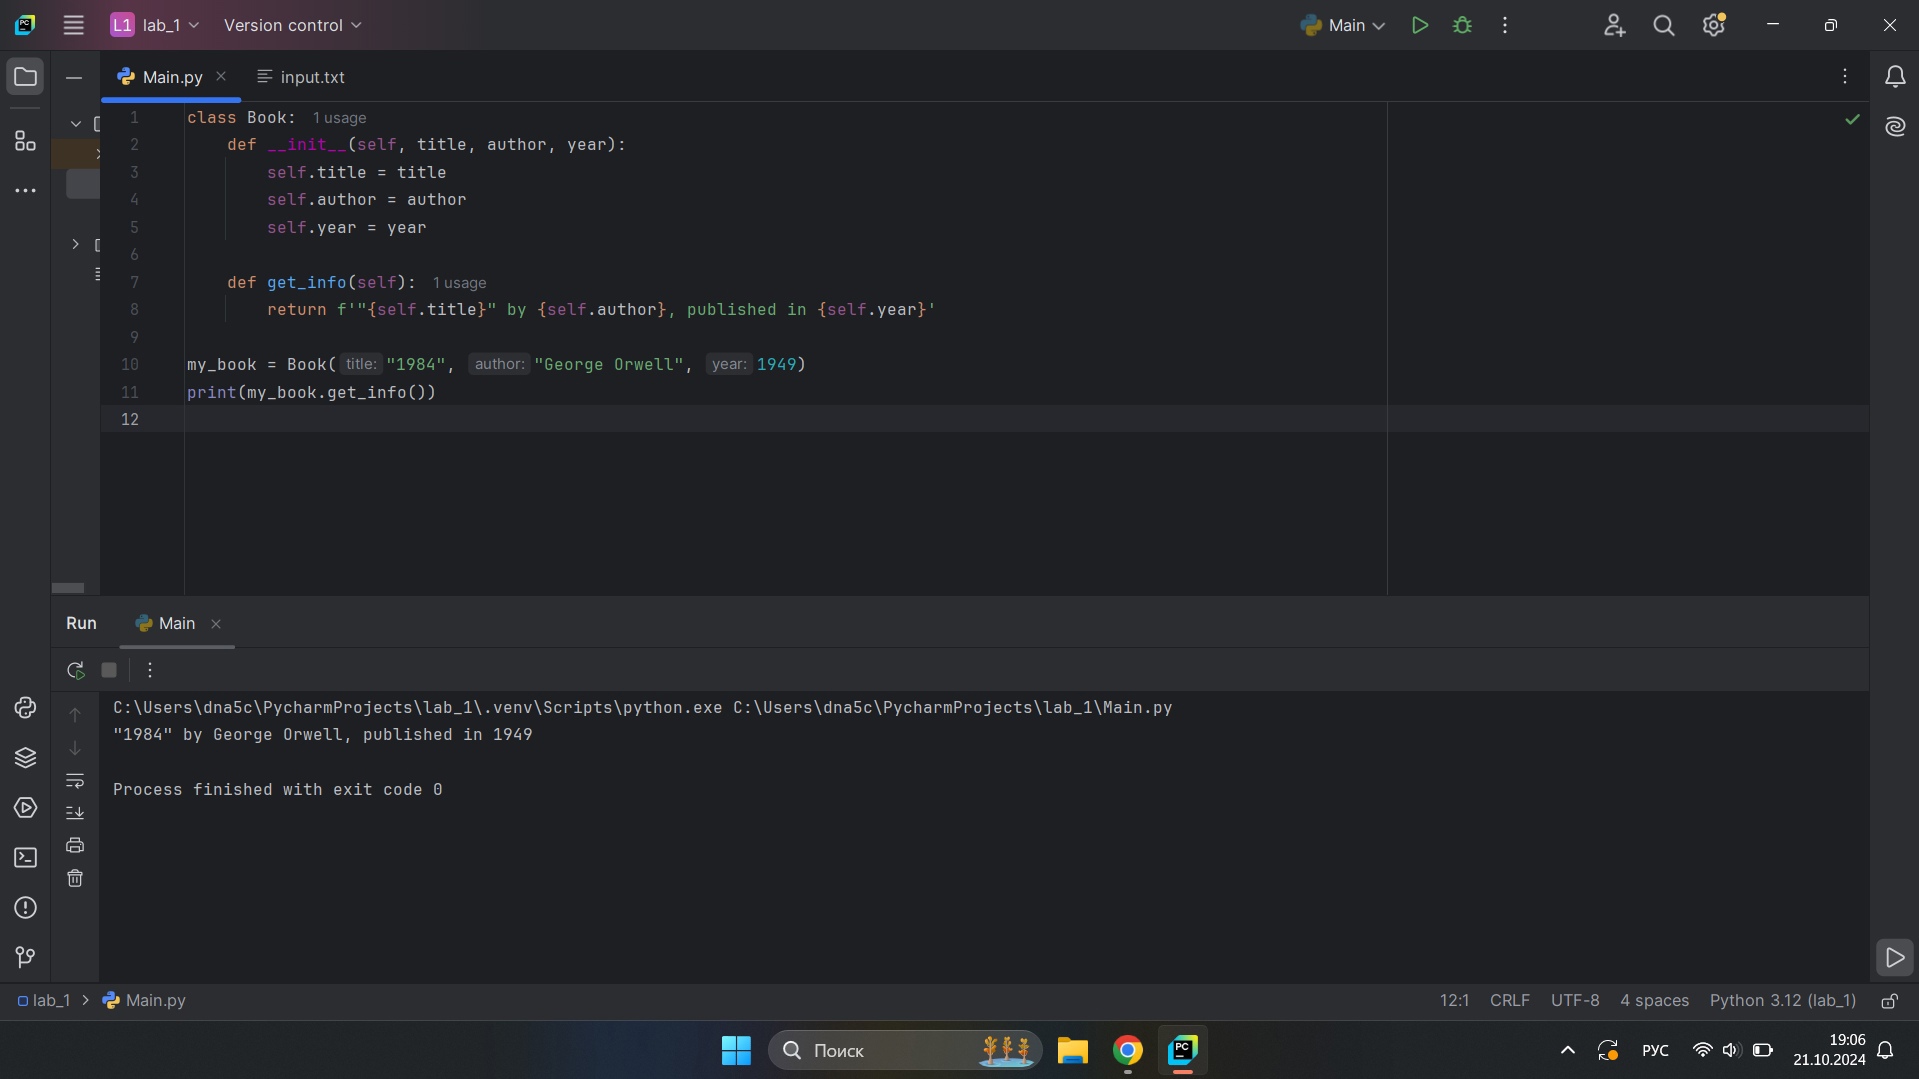 L1 lab_1 Version control Main
Main.py input.txt
1 class Book: 1 usage
2     def __init__(self, title, author, year):
3         self.title = title
4         self.author = author
5         self.year = year
6
7     def get_info(self): 1 usage
8         return f'"{self.title}" by {self.author}, published in {self.year}'
9
10 my_book = Book( title: "1984", author: "George Orwell", year: 1949)
11 print(my_book.get_info())
12
Run Main
C:\Users\dna5c\PycharmProjects\lab_1\.venv\Scripts\python.exe C:\Users\dna5c\PycharmProjects\lab_1\Main.py
"1984" by George Orwell, published in 1949
Process finished with exit code 0
lab_1 > Main.py 12:1 CRLF UTF-8 4 spaces Python 3.12 (lab_1)
Поиск РУС 19:06
21.10.2024